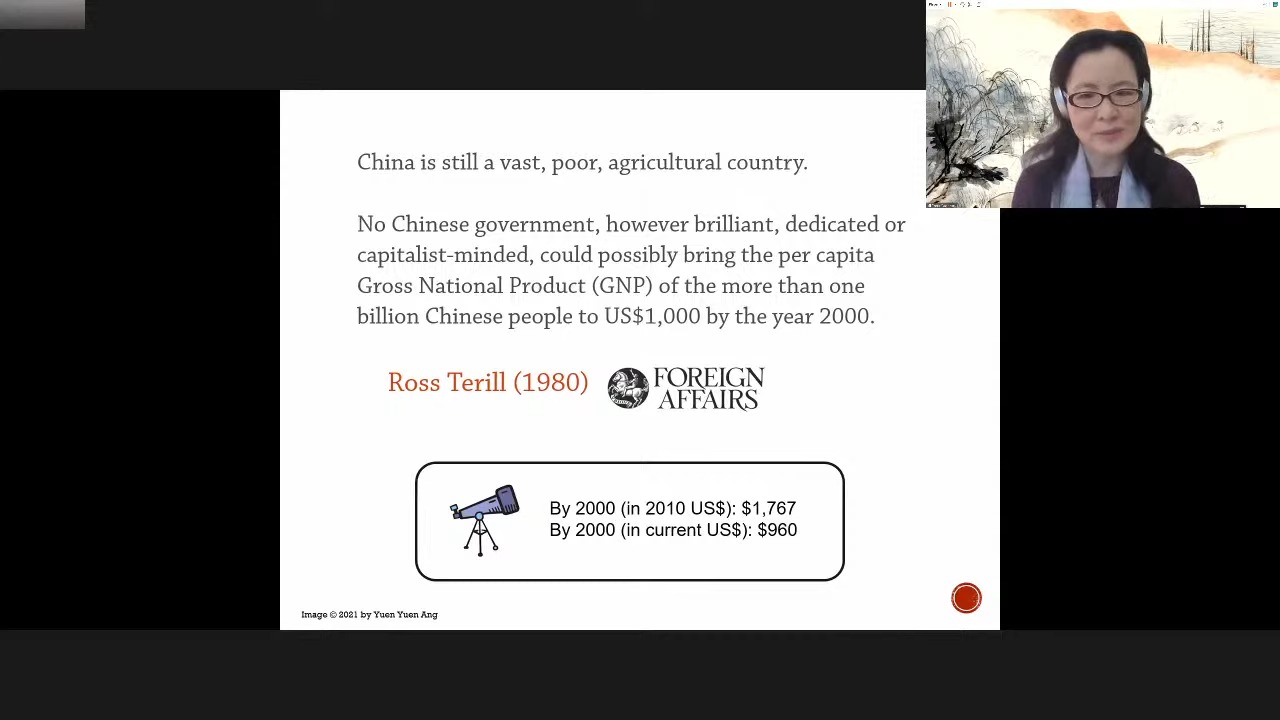 China is still a vast, poor, agricultural country.
No Chinese government, however brilliant, dedicated or
capitalist-minded, could possibly bring the per capita
Gross National Product (GNP) of the more than one
billion Chinese people to US$1,000 by the year 2000.
Ross Terill (1980)
FOREIGN
AFFAIRS
By 2000 (in 2010 US$): $1,767
By 2000 (in current US$): $960
Image © 2021 by Yuen Yuen Ang